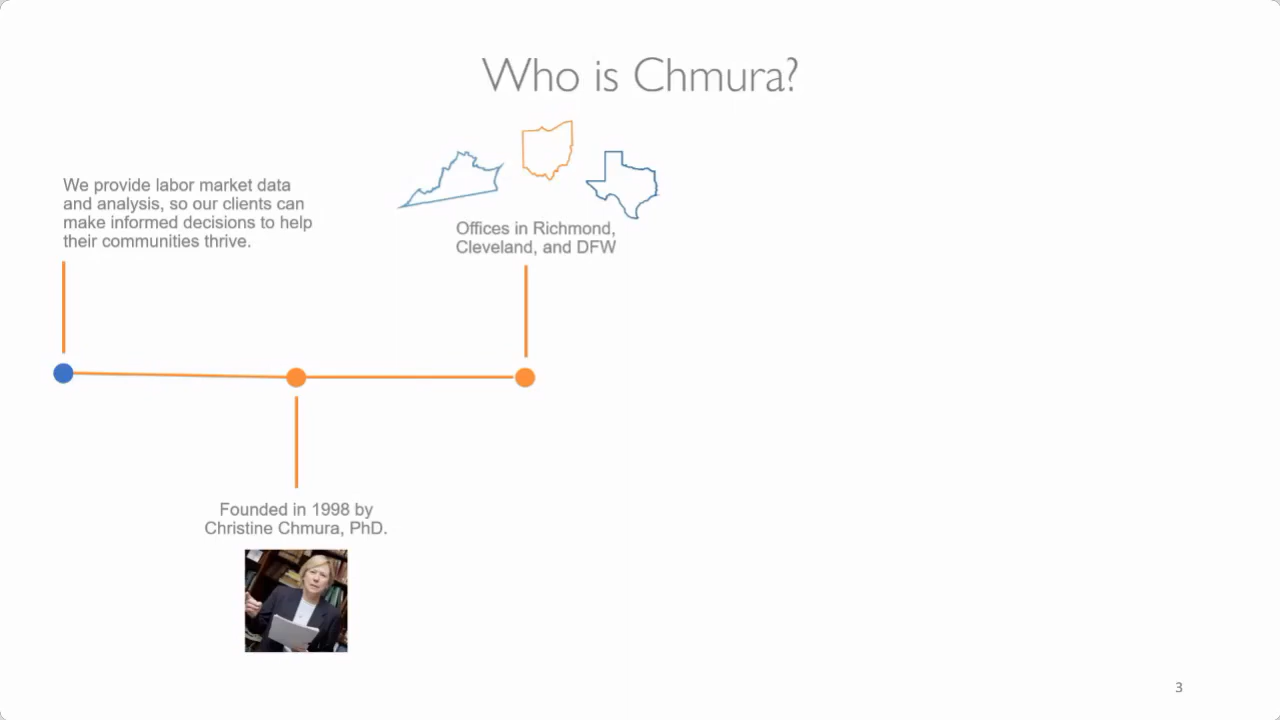 Who is Chmura?
We provide labor market data
and analysis, so our clients can
make informed decisions to help
their communities thrive.
Offices in Richmond,
Cleveland, and DFW
Founded in 1998 by
Christine Chmura, PhD.
3